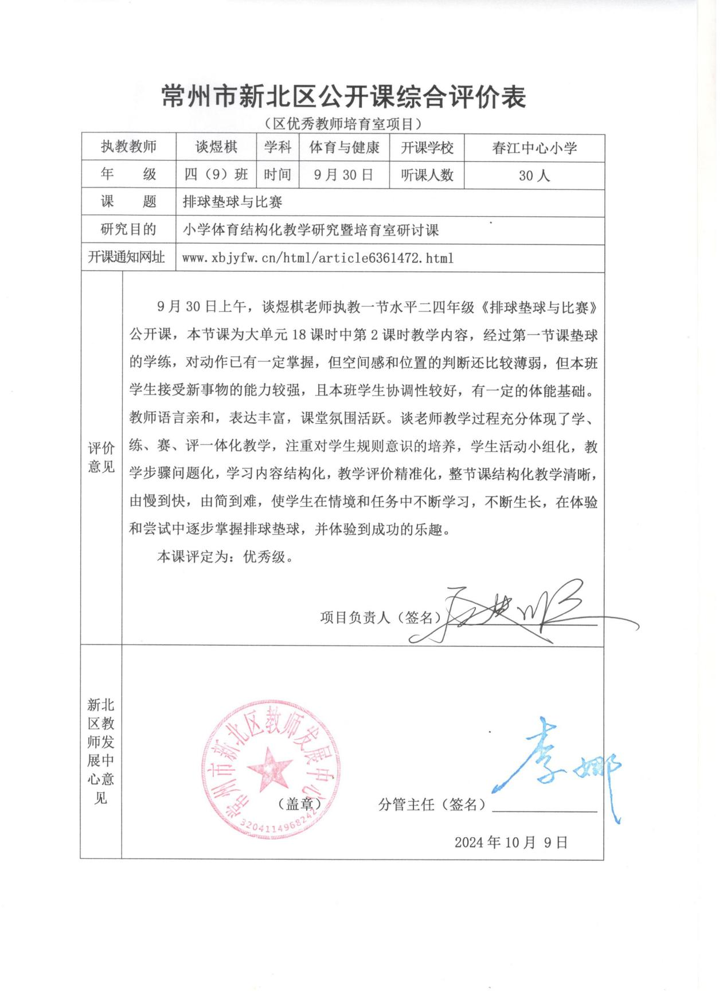 常州市新北区公开课综合评价表
（区优秀教师培育室项目）
执教教师 谈煜棋 学科 体育与健康 开课学校 春江中心小学
年 级 四（9）班 时间 9月30日 听课人数 30人
课 题 排球垫球与比赛
研究目的 小学体育结构化教学研究暨培育室研讨课
开课通知网址 www.xbjyfw.cn/html/article6361472.html
评价
意见
9月30日上午，谈煜棋老师执教一节水平二四年级《排球垫球与比赛》
公开课，本节课为大单元18课时中第2课时教学内容，经过第一节课垫球
的学练，对动作已有一定掌握，但空间感和位置的判断还比较薄弱，但本班
学生接受新事物的能力较强，且本班学生协调性较好，有一定的体能基础。
教师语言亲和，表达丰富，课堂氛围活跃。谈老师教学过程充分体现了学、
练、赛、评一体化教学，注重对学生规则意识的培养，学生活动小组化，教
学步骤问题化，学习内容结构化，教学评价精准化，整节课结构化教学清晰，
由慢到快，由简到难，使学生在情境和任务中不断学习，不断生长，在体验
和尝试中逐步掌握排球垫球，并体验到成功的乐趣。
本课评定为：优秀级。
项目负责人（签名）
新北
区教
师发
展中
心意
见
常州市新北区教师发展中心
3204114968242
（盖章）
分管主任（签名） 李娜
2024年10月 9日